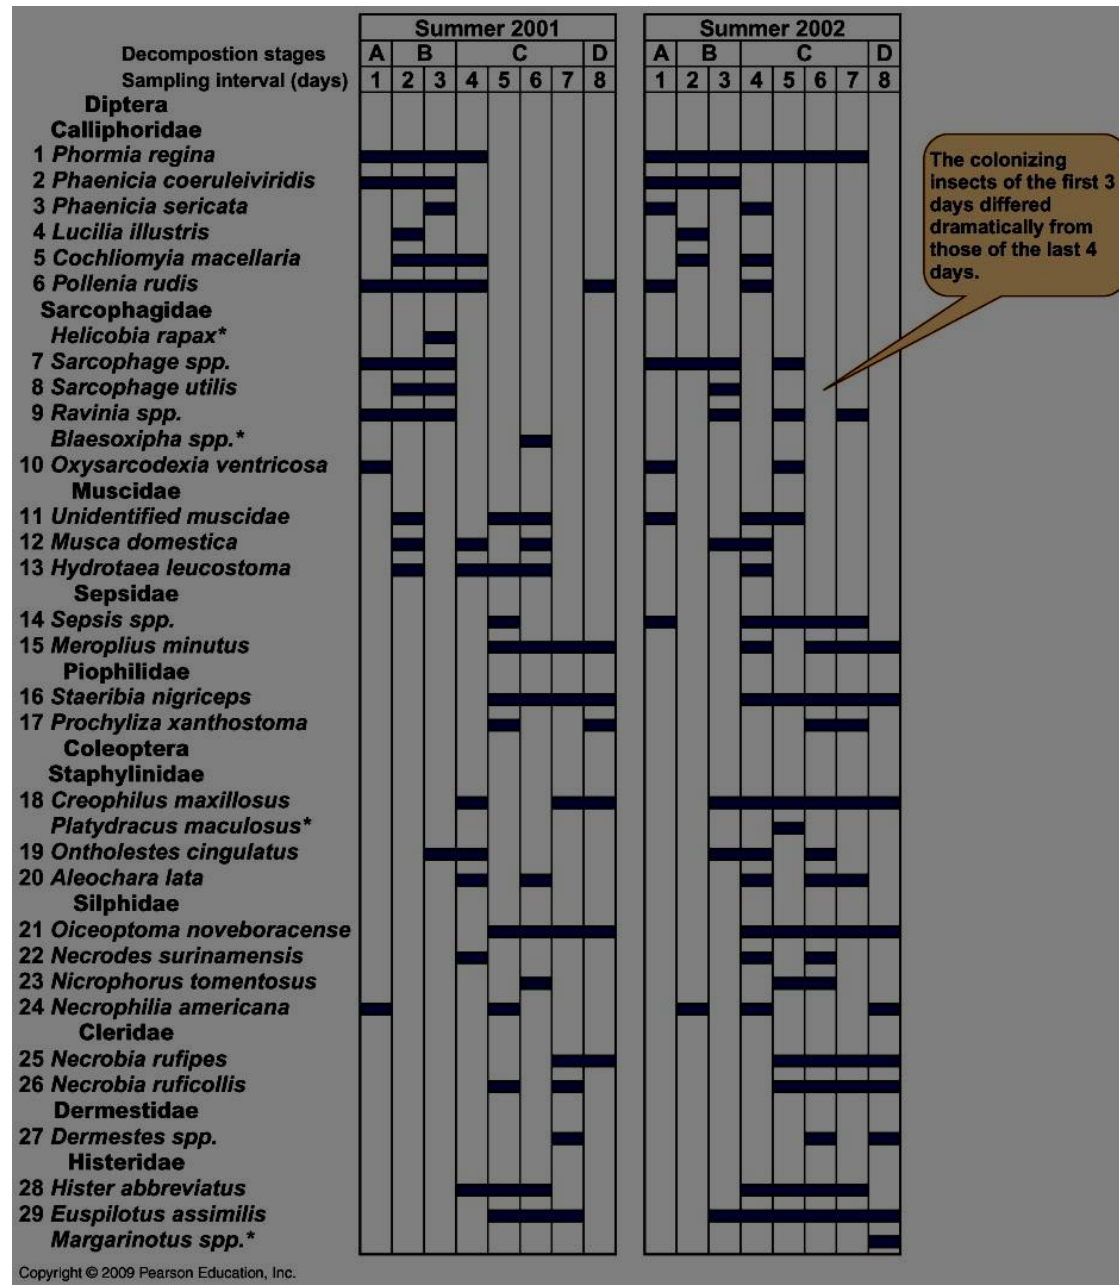 Summer 2001 Summer 2002
Decompostion stages A B C D A B C D
Sampling interval (days) 1 2 3 4 5 6 7 8 1 2 3 4 5 6 7 8
Diptera
Calliphoridae
1 Phormia regina
2 Phaenicia coeruleiviridis
3 Phaenicia sericata
4 Lucilia illustris
5 Cochliomyia macellaria
6 Pollenia rudis
Sarcophagidae
Helicobia rapax*
7 Sarcophage spp.
8 Sarcophage utilis
9 Ravinia spp.
Blaesoxipha spp.*
10 Oxysarcodexia ventricosa
Muscidae
11 Unidentified muscidae
12 Musca domestica
13 Hydrotaea leucostoma
Sepsidae
14 Sepsis spp.
15 Meroplius minutus
Piophilidae
16 Staeribia nigriceps
17 Prochyliza xanthostoma
Coleoptera
Staphylinidae
18 Creophilus maxillosus
Platydracus maculosus*
19 Ontholestes cingulatus
20 Aleochara lata
Silphidae
21 Oiceoptoma noveboracense
22 Necrodes surinamensis
23 Nicrophorus tomentosus
24 Necrophilia americana
Cleridae
25 Necrobia rufipes
26 Necrobia ruficollis
Dermestidae
27 Dermestes spp.
Histeridae
28 Hister abbreviatus
29 Euspilotus assimilis
Margarinotus spp.*
The colonizing
insects of the first 3
days differed
dramatically from
those of the last 4
days.
Copyright © 2009 Pearson Education, Inc.